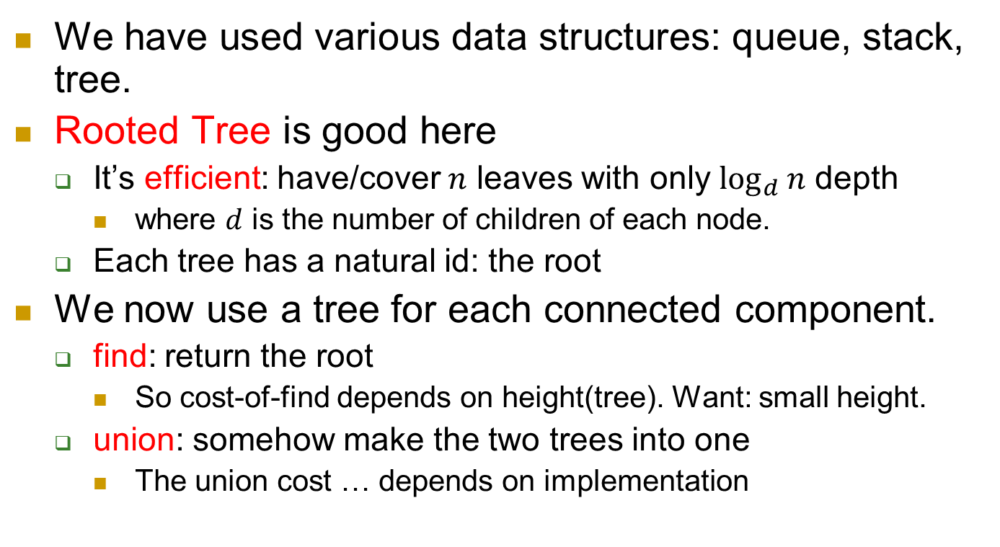 We have used various data structures: queue, stack,
tree.
Rooted Tree is good here
It’s efficient: have/cover n leaves with only log_d n depth
where d is the number of children of each node.
Each tree has a natural id: the root
We now use a tree for each connected component.
find: return the root
So cost-of-find depends on height(tree). Want: small height.
union: somehow make the two trees into one
The union cost … depends on implementation